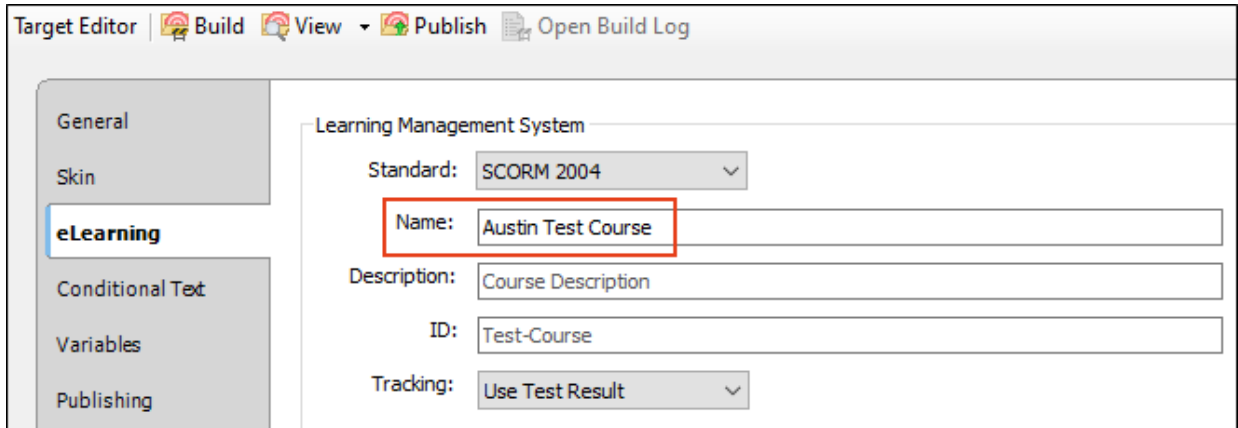 Target Editor Build View Publish Open Build Log
General
Skin
eLearning
Conditional Text
Variables
Publishing
Learning Management System
Standard: SCORM 2004
Name: Austin Test Course
Description: Course Description
ID: Test-Course
Tracking: Use Test Result